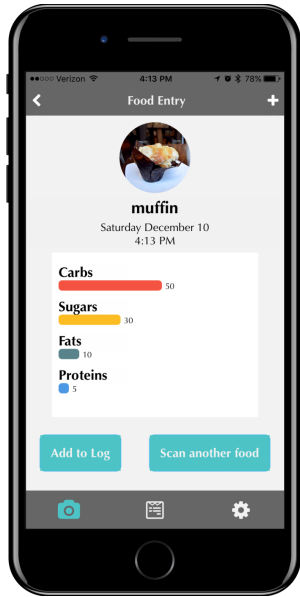 Verizon 4:13 PM 78%
Food Entry
muffin
Saturday December 10
4:13 PM
Carbs
50
Sugars
30
Fats
10
Proteins
5
Add to Log Scan another food